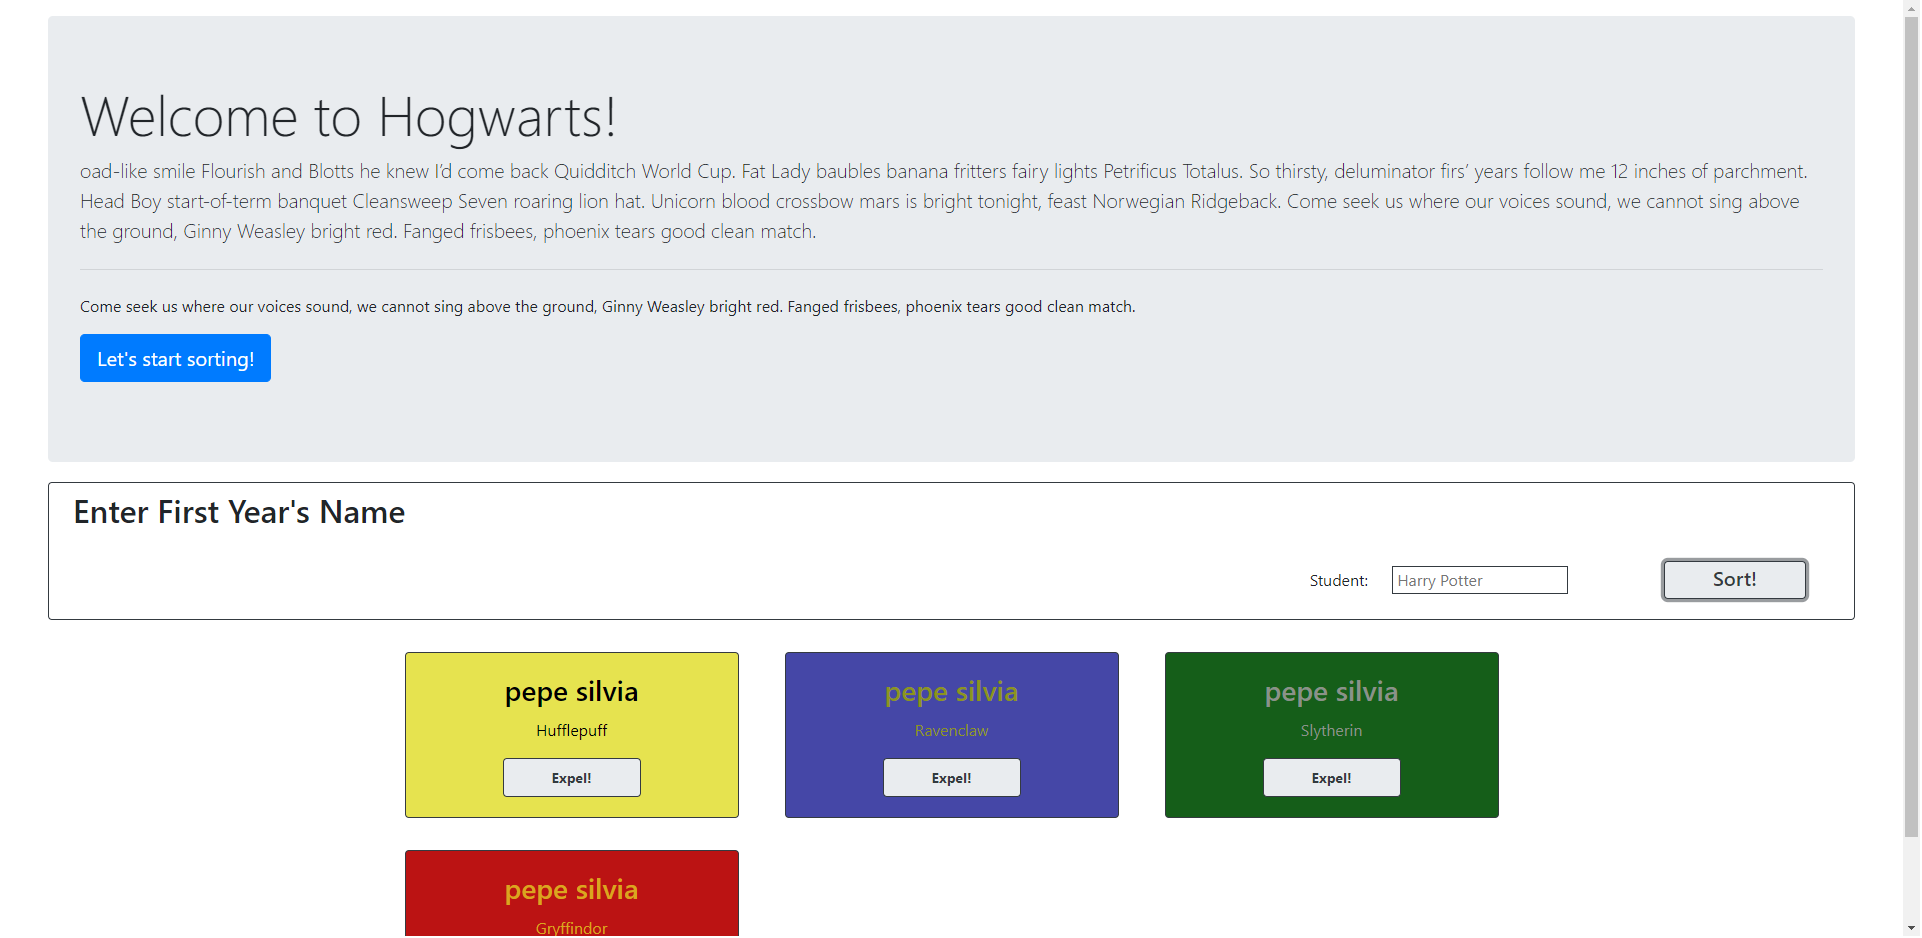 Welcome to Hogwarts!
oad-like smile Flourish and Blotts he knew I’d come back Quidditch World Cup. Fat Lady baubles banana fritters fairy lights Petrificus Totalus. So thirsty, deluminator firs’ years follow me 12 inches of parchment.
Head Boy start-of-term banquet Cleansweep Seven roaring lion hat. Unicorn blood crossbow mars is bright tonight, feast Norwegian Ridgeback. Come seek us where our voices sound, we cannot sing above
the ground, Ginny Weasley bright red. Fanged frisbees, phoenix tears good clean match.
Come seek us where our voices sound, we cannot sing above the ground, Ginny Weasley bright red. Fanged frisbees, phoenix tears good clean match.
Let's start sorting!
Enter First Year's Name
Student: Harry Potter Sort!
pepe silvia
Hufflepuff
Expel!
pepe silvia
Ravenclaw
Expel!
pepe silvia
Slytherin
Expel!
pepe silvia
Gryffindor